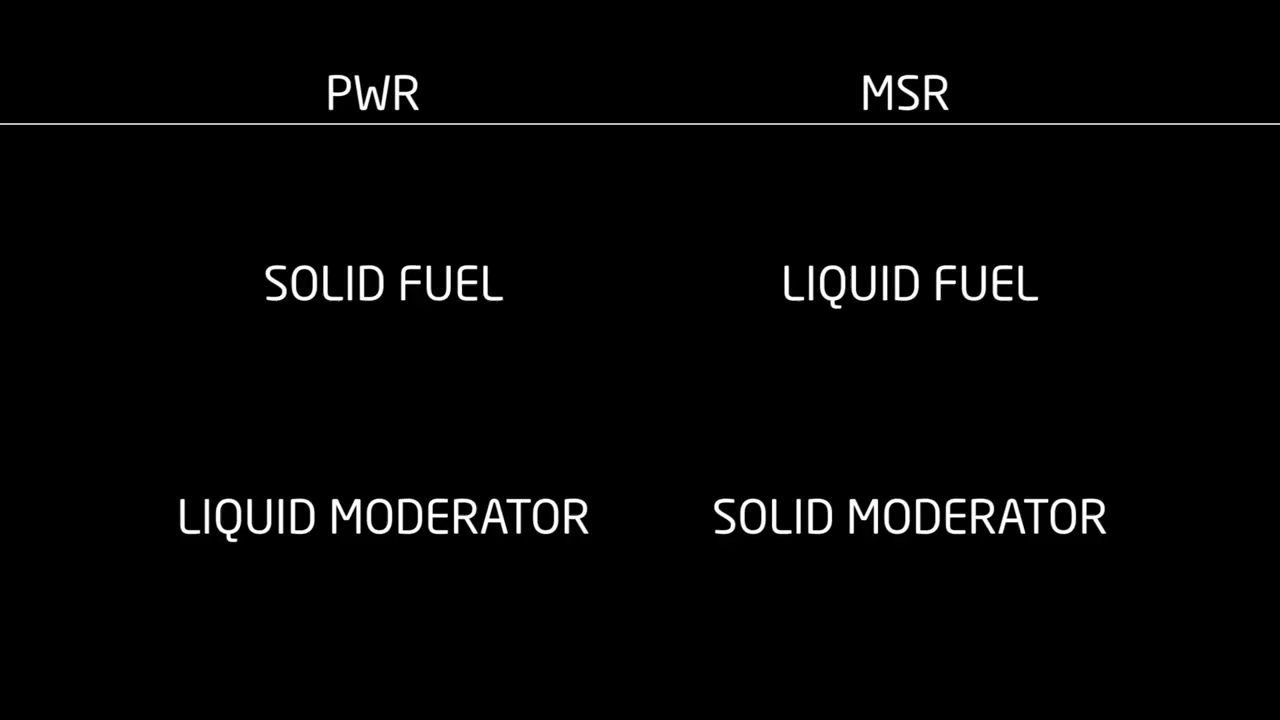 PWR MSR
SOLID FUEL LIQUID FUEL
LIQUID MODERATOR SOLID MODERATOR